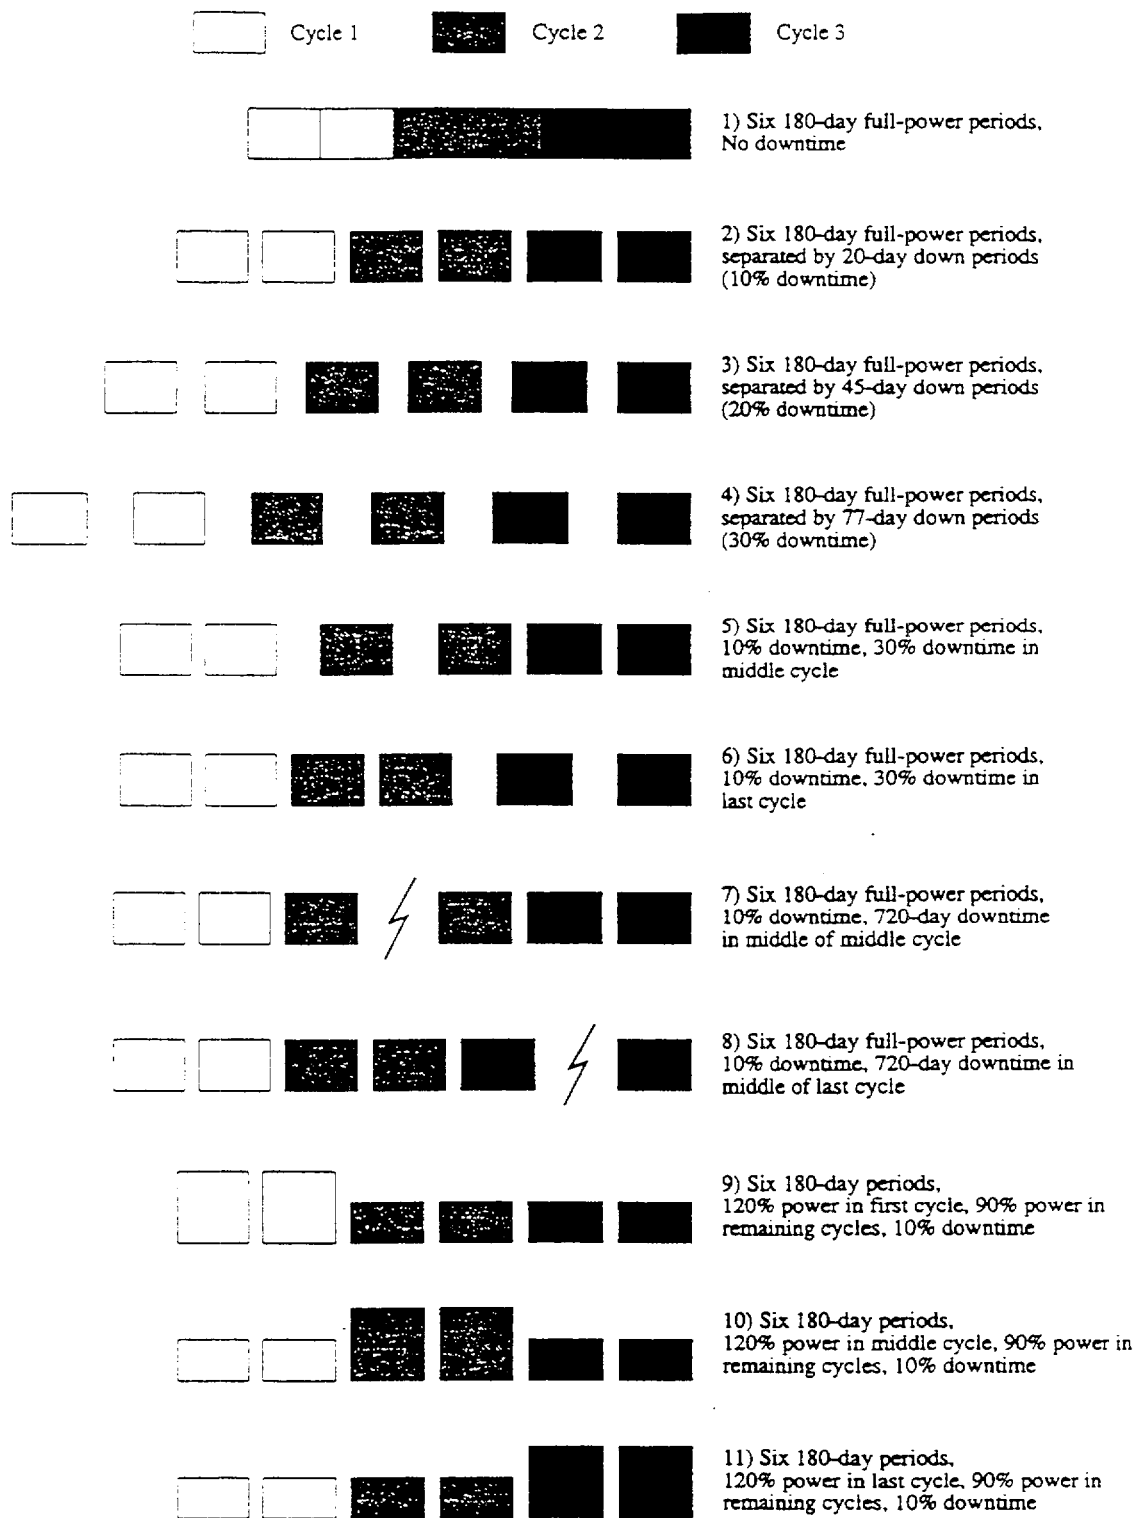 Cycle 1 Cycle 2 Cycle 3
1) Six 180-day full-power periods,
No downtime
2) Six 180-day full-power periods,
separated by 20-day down periods
(10% downtime)
3) Six 180-day full-power periods,
separated by 45-day down periods
(20% downtime)
4) Six 180-day full-power periods,
separated by 77-day down periods
(30% downtime)
5) Six 180-day full-power periods,
10% downtime, 30% downtime in
middle cycle
6) Six 180-day full-power periods,
10% downtime, 30% downtime in
last cycle
7) Six 180-day full-power periods,
10% downtime, 720-day downtime
in middle of middle cycle
8) Six 180-day full-power periods,
10% downtime, 720-day downtime in
middle of last cycle
9) Six 180-day periods,
120% power in first cycle, 90% power in
remaining cycles, 10% downtime
10) Six 180-day periods,
120% power in middle cycle, 90% power in
remaining cycles, 10% downtime
11) Six 180-day periods,
120% power in last cycle, 90% power in
remaining cycles, 10% downtime